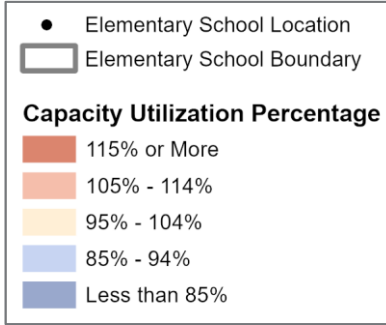 Elementary School Location
Elementary School Boundary
Capacity Utilization Percentage
115% or More
105% - 114%
95% - 104%
85% - 94%
Less than 85%